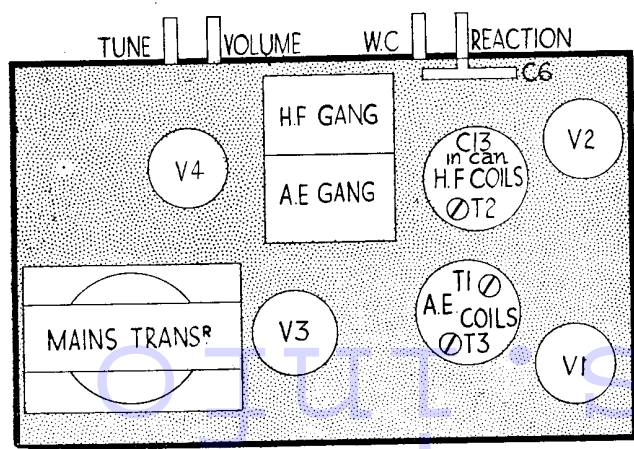 TUNE VOLUME W.C REACTION
C6
H.F GANG
A.E GANG
V4
C13
in can
H.F COILS
T2
V2
MAINS TRANSR
V3
T1
A.E. COILS
T3
V1